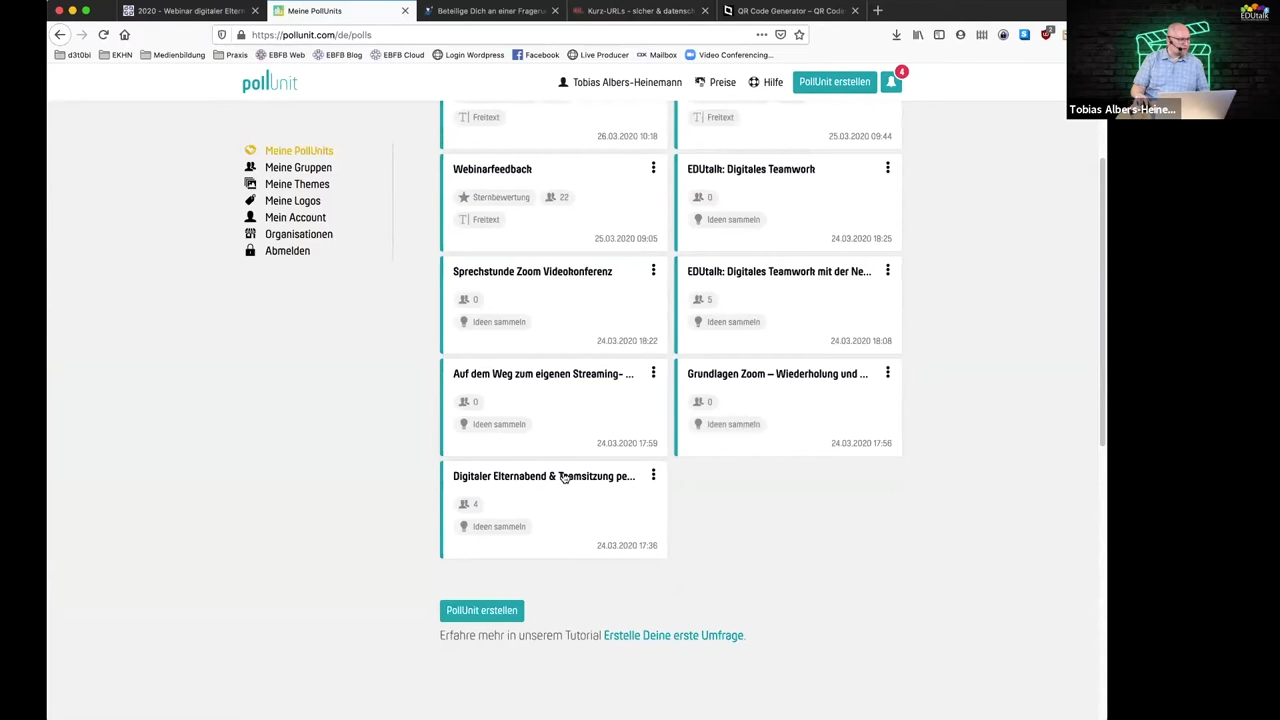 2020 – Webinar digitaler Eltern
Meine PollUnits
Beteilige Dich an einer Frageru
Kurz-URLs – sicher & datensch
QR Code Generator – QR Code
https://pollunit.com/de/polls
d3t0bi
EKHN
Medienbildung
Praxis
EBFB Web
EBFB Blog
EBFB Cloud
Login Wordpress
Facebook
Live Producer
Mailbox
Video Conferencing...
EDUtalk
Tobias Albers-Heine...
pollunit
Tobias Albers-Heinemann
Preise
Hilfe
PollUnit erstellen
4
Meine PollUnits
Meine Gruppen
Meine Themes
Meine Logos
Mein Account
Organisationen
Abmelden
Freitext
26.03.2020 10:18
Freitext
25.03.2020 09:44
Webinarfeedback
Sternbewertung
22
Freitext
25.03.2020 09:05
EDUtalk: Digitales Teamwork
0
Ideen sammeln
24.03.2020 18:25
Sprechstunde Zoom Videokonferenz
0
Ideen sammeln
24.03.2020 18:22
EDUtalk: Digitales Teamwork mit der Ne...
5
Ideen sammeln
24.03.2020 18:08
Auf dem Weg zum eigenen Streaming- ...
0
Ideen sammeln
24.03.2020 17:59
Grundlagen Zoom – Wiederholung und ...
0
Ideen sammeln
24.03.2020 17:56
Digitaler Elternabend & Teamsitzung pe...
4
Ideen sammeln
24.03.2020 17:36
PollUnit erstellen
Erfahre mehr in unserem Tutorial Erstelle Deine erste Umfrage.